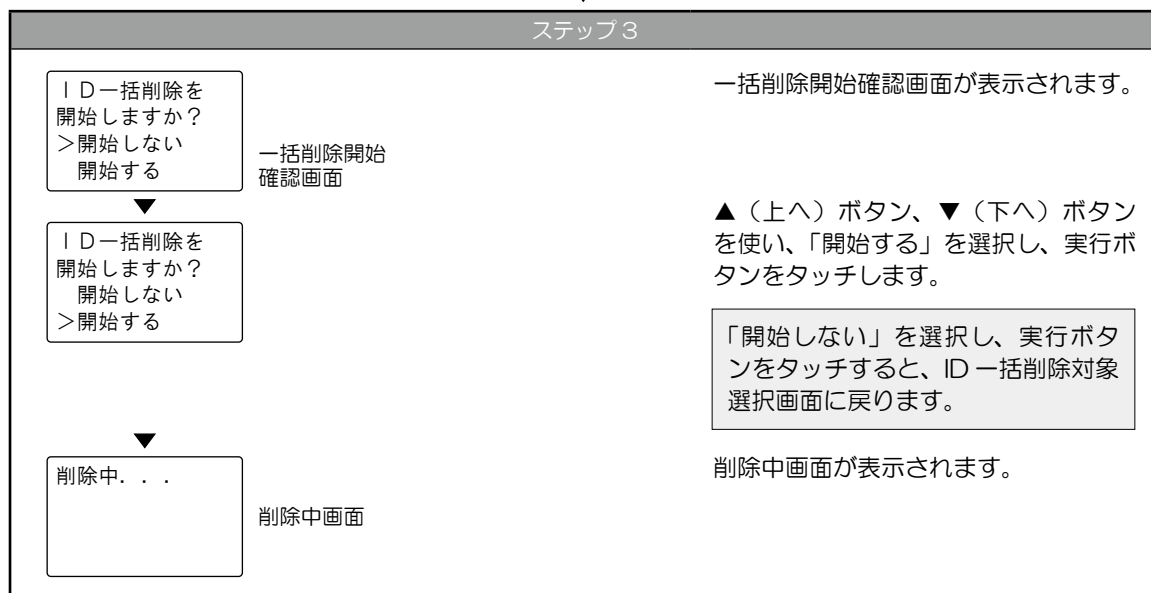 ステップ3
ID一括削除を
開始しますか？
＞開始しない
開始する
一括削除開始
確認画面
一括削除開始確認画面が表示されます。
▼
ID一括削除を
開始しますか？
開始しない
＞開始する
▲（上へ）ボタン、▼（下へ）ボタン
を使い、「開始する」を選択し、実行ボ
タンをタッチします。
「開始しない」を選択し、実行ボタ
ンをタッチすると、ID一括削除対象
選択画面に戻ります。
▼
削除中．．．
削除中画面
削除中画面が表示されます。